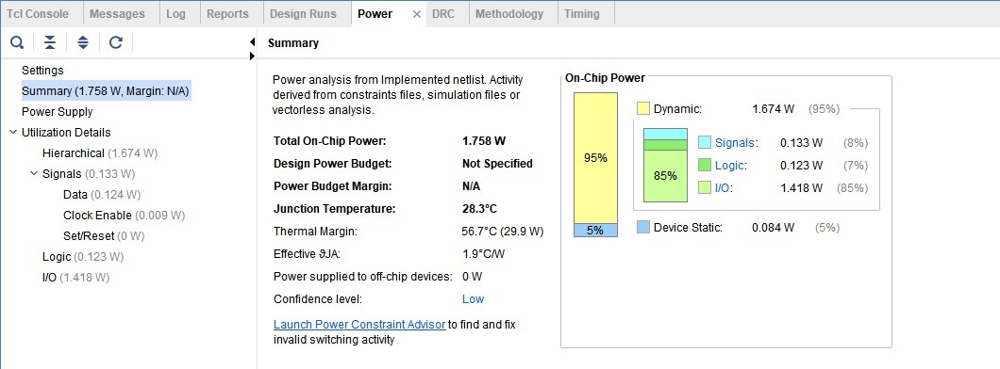 Tcl Console Messages Log Reports Design Runs Power × DRC Methodology Timing
Summary
Settings
Summary (1.758 W, Margin: N/A)
Power Supply
Utilization Details
Hierarchical (1.674 W)
Signals (0.133 W)
Data (0.124 W)
Clock Enable (0.009 W)
Set/Reset (0 W)
Logic (0.123 W)
I/O (1.418 W)
Power analysis from Implemented netlist. Activity
derived from constraints files, simulation files or
vectorless analysis.
Total On-Chip Power: 1.758 W
Design Power Budget: Not Specified
Power Budget Margin: N/A
Junction Temperature: 28.3°C
Thermal Margin: 56.7°C (29.9 W)
Effective ϑJA: 1.9°C/W
Power supplied to off-chip devices: 0 W
Confidence level: Low
Launch Power Constraint Advisor to find and fix
invalid switching activity
On-Chip Power
95%
5%
85%
Dynamic: 1.674 W (95%)
Signals: 0.133 W (8%)
Logic: 0.123 W (7%)
I/O: 1.418 W (85%)
Device Static: 0.084 W (5%)